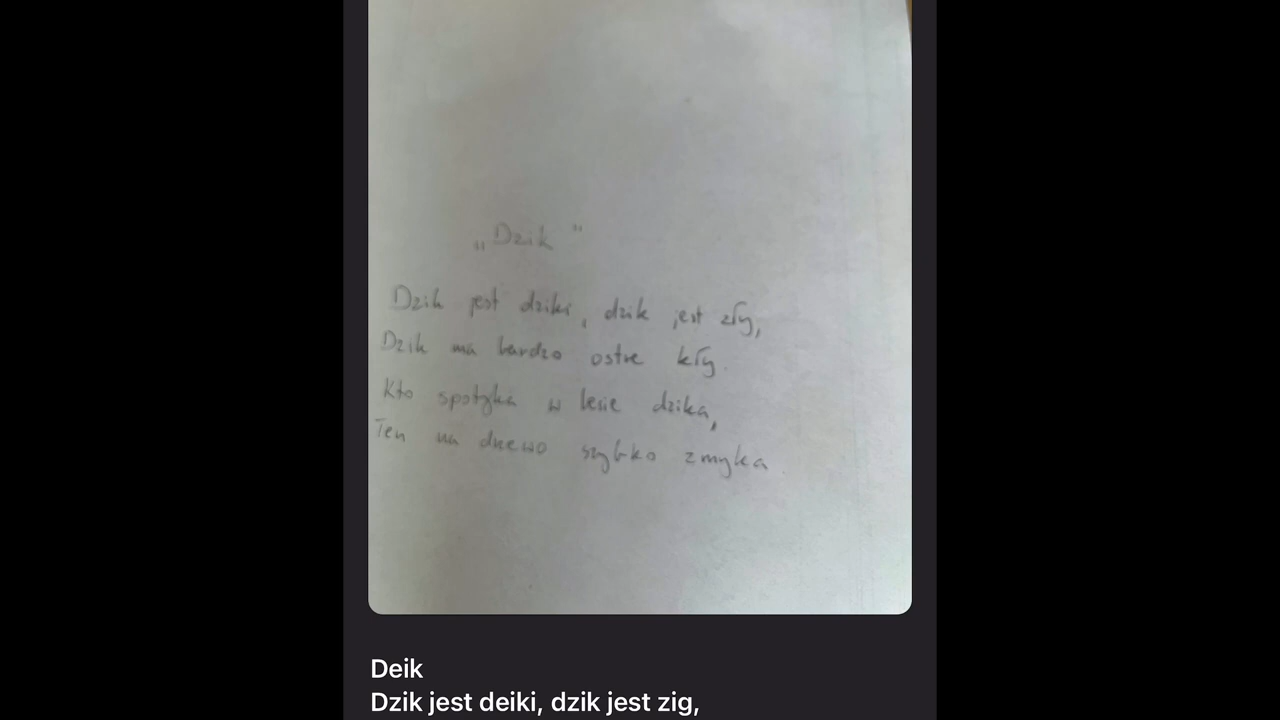 „Dzik”
Dzik jest dziki, dzik jest zły,
Dzik ma bardzo ostre kły.
Kto spotyka w lesie dzika,
Ten na drzewo szybko zmyka
Deik
Dzik jest deiki, dzik jest zig,